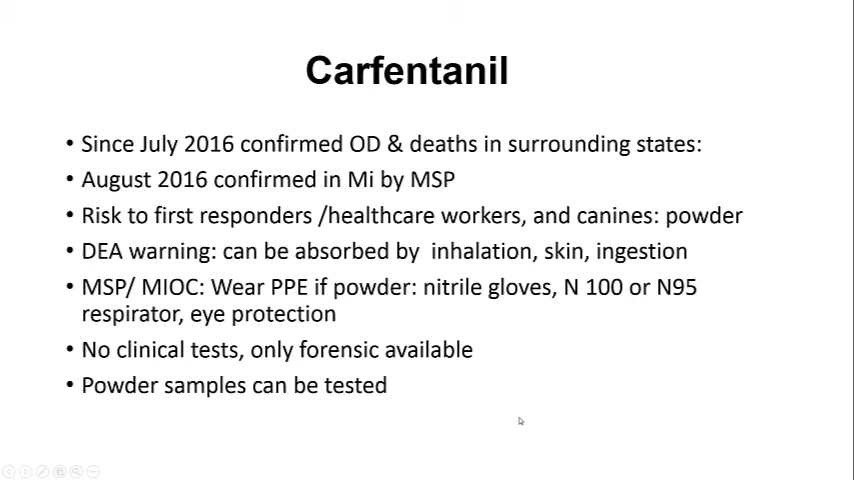 Carfentanil
• Since July 2016 confirmed OD & deaths in surrounding states:
• August 2016 confirmed in Mi by MSP
• Risk to first responders /healthcare workers, and canines: powder
• DEA warning: can be absorbed by  inhalation, skin, ingestion
• MSP/ MIOC: Wear PPE if powder: nitrile gloves, N 100 or N95
respirator, eye protection
• No clinical tests, only forensic available
• Powder samples can be tested